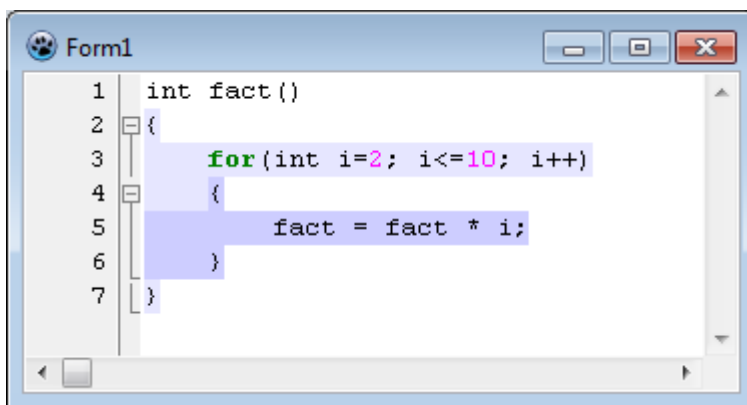 Form1
1 int fact()
2 {
3     for(int i=2; i<=10; i++)
4     {
5         fact = fact * i;
6     }
7 }